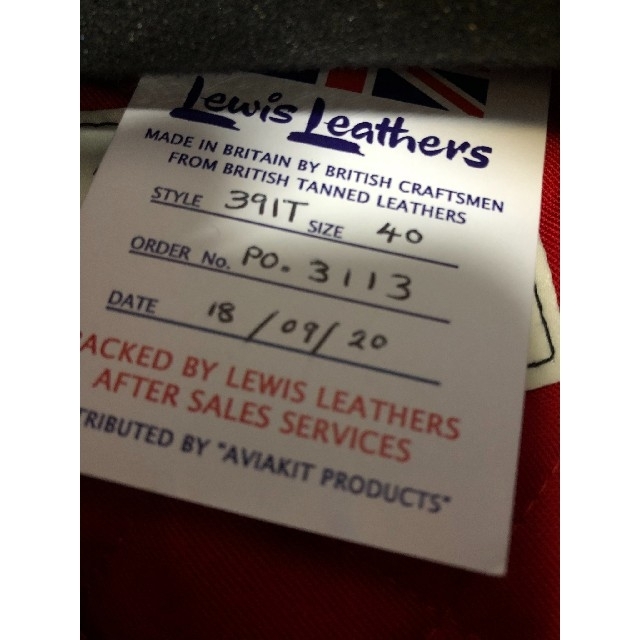 Lewis Leathers
MADE IN BRITAIN BY BRITISH CRAFTSMEN
FROM BRITISH TANNED LEATHERS
STYLE 391T SIZE 40
ORDER No. PO. 3113
DATE 18/09/20
ACKED BY LEWIS LEATHERS
AFTER SALES SERVICES
TRIBUTED BY "AVIAKIT PRODUCTS"